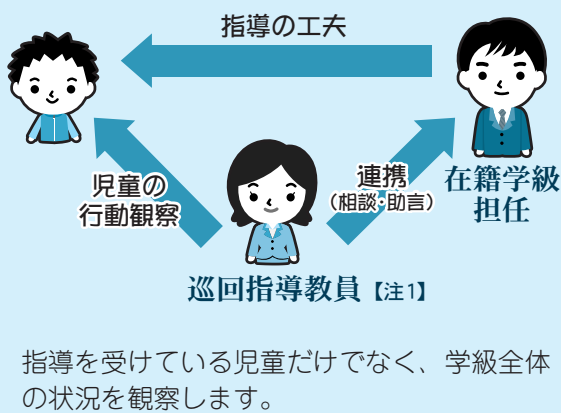 指導の工夫
児童の
行動観察
連携
(相談・助言)
在籍学級
担任
巡回指導教員【注1】
指導を受けている児童だけでなく、学級全体
の状況を観察します。